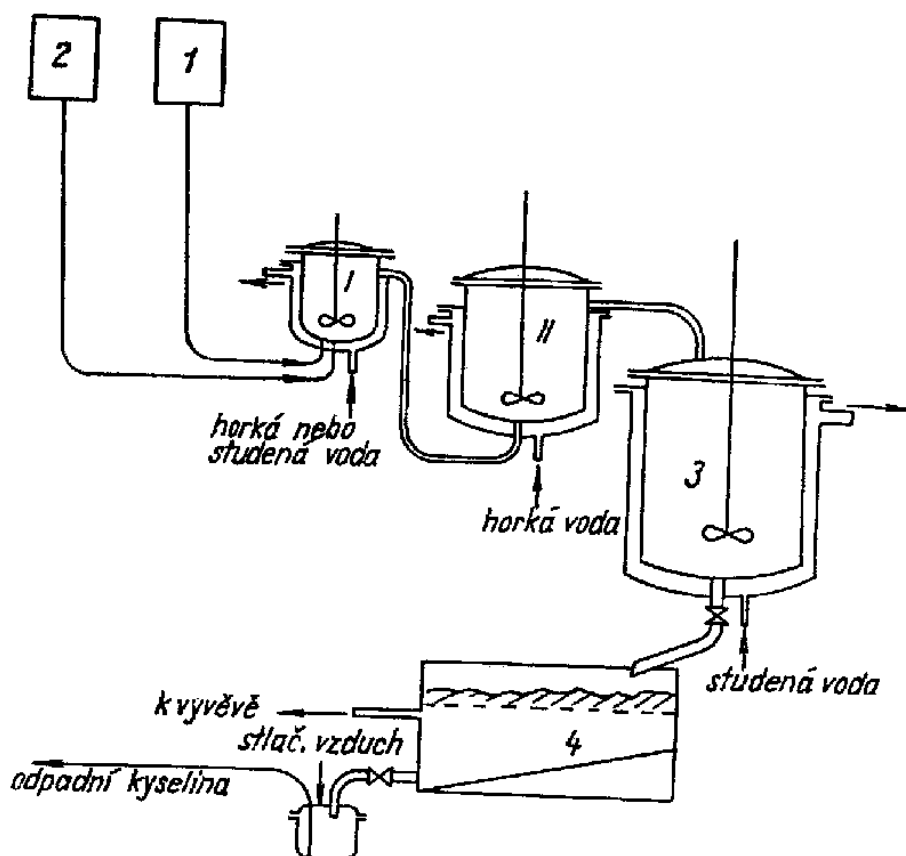 2
1
I
II
horká nebo
studená voda
3
horká voda
studená voda
k vývěvě
stlač. vzduch
4
odpadní kyselina